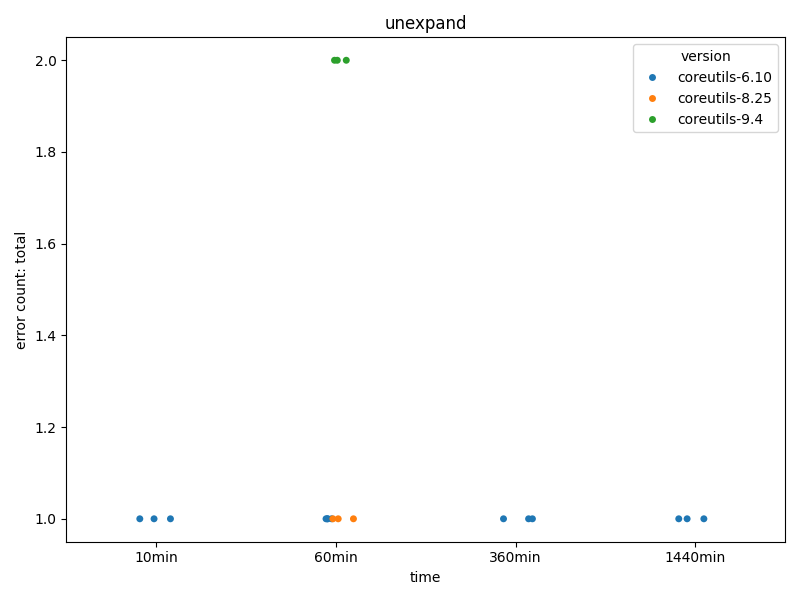 unexpand
version
coreutils-6.10
coreutils-8.25
coreutils-9.4
error count: total
2.0
1.8
1.6
1.4
1.2
1.0
10min
60min
360min
1440min
time